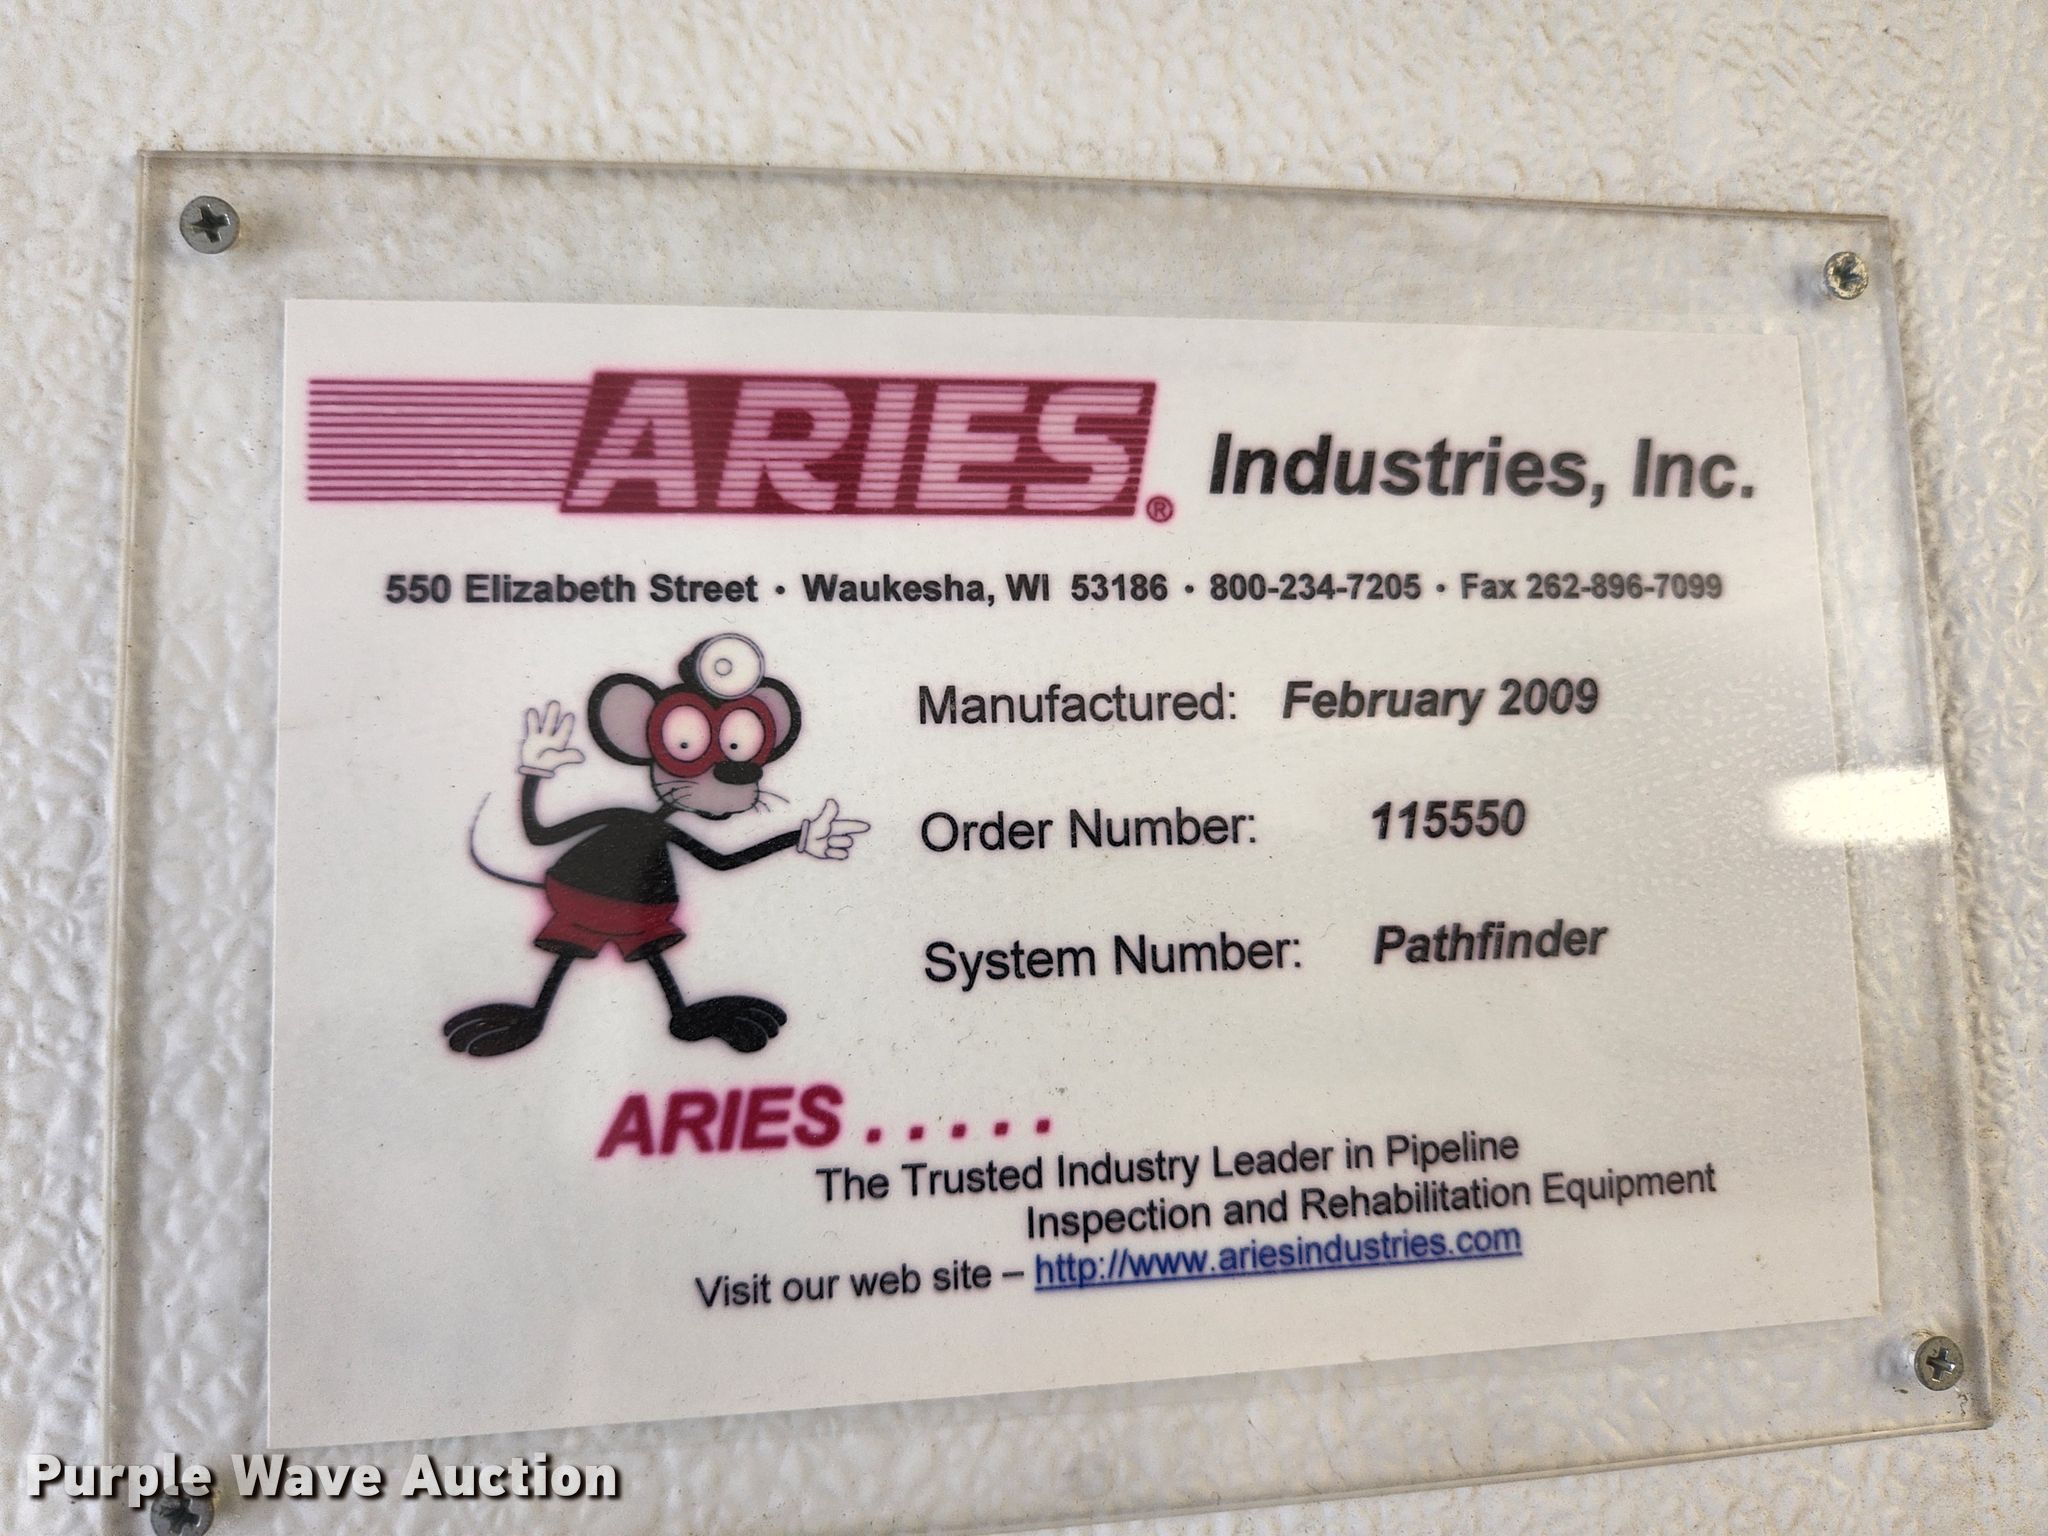 ARIES® Industries, Inc.
550 Elizabeth Street • Waukesha, WI 53186 • 800-234-7205 • Fax 262-896-7099
Manufactured: February 2009
Order Number: 115550
System Number: Pathfinder
ARIES . . . . .
The Trusted Industry Leader in Pipeline
Inspection and Rehabilitation Equipment
Visit our web site – http://www.ariesindustries.com
Purple Wave Auction